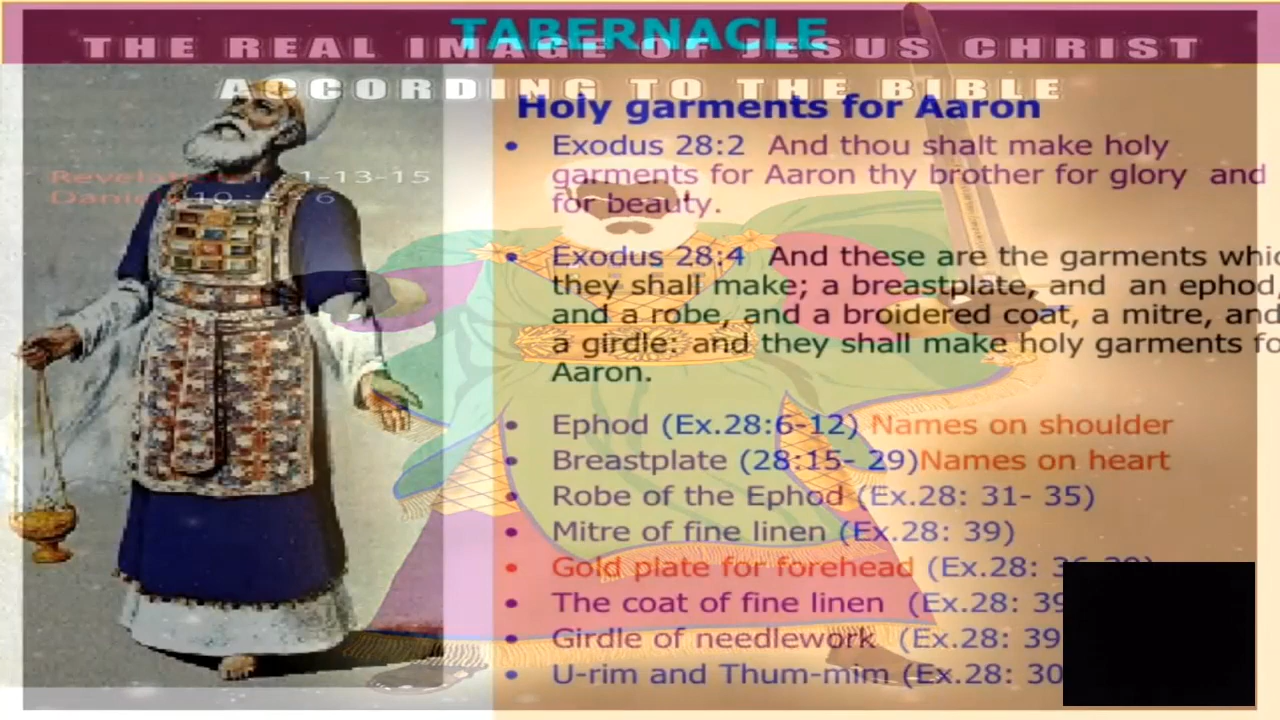 TABERNACLE
THE REAL IMAGE OF JESUS CHRIST
ACCORDING TO THE BIBLE
Holy garments for Aaron
• Exodus 28:2 And thou shalt make holy
garments for Aaron thy brother for glory and
for beauty.
• Exodus 28:4 And these are the garments whic
they shall make; a breastplate, and an ephod,
and a robe, and a broidered coat, a mitre, and
a girdle: and they shall make holy garments fo
Aaron.
• Ephod (Ex.28:6-12) Names on shoulder
• Breastplate (28:15- 29)Names on heart
• Robe of the Ephod (Ex.28: 31- 35)
• Mitre of fine linen (Ex.28: 39)
• Gold plate for forehead (Ex.28:
• The coat of fine linen (Ex.28: 39
• Girdle of needlework (Ex.28: 39
• U-rim and Thum-mim (Ex.28: 30